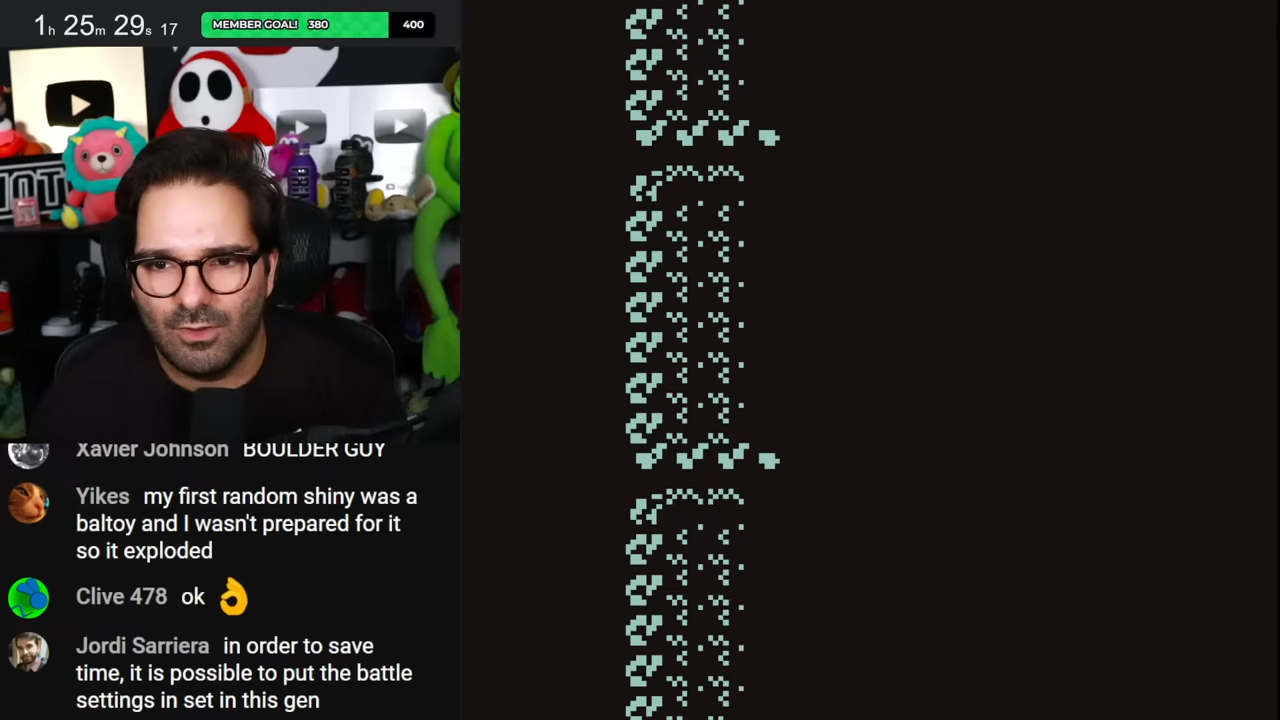 1h 25m 29s 17
MEMBER GOAL! 380
400
Xavier Johnson BOULDER GUY
Yikes my first random shiny was a
baltoy and I wasn't prepared for it
so it exploded
Clive 478 ok 👌
Jordi Sarriera in order to save
time, it is possible to put the battle
settings in set in this gen